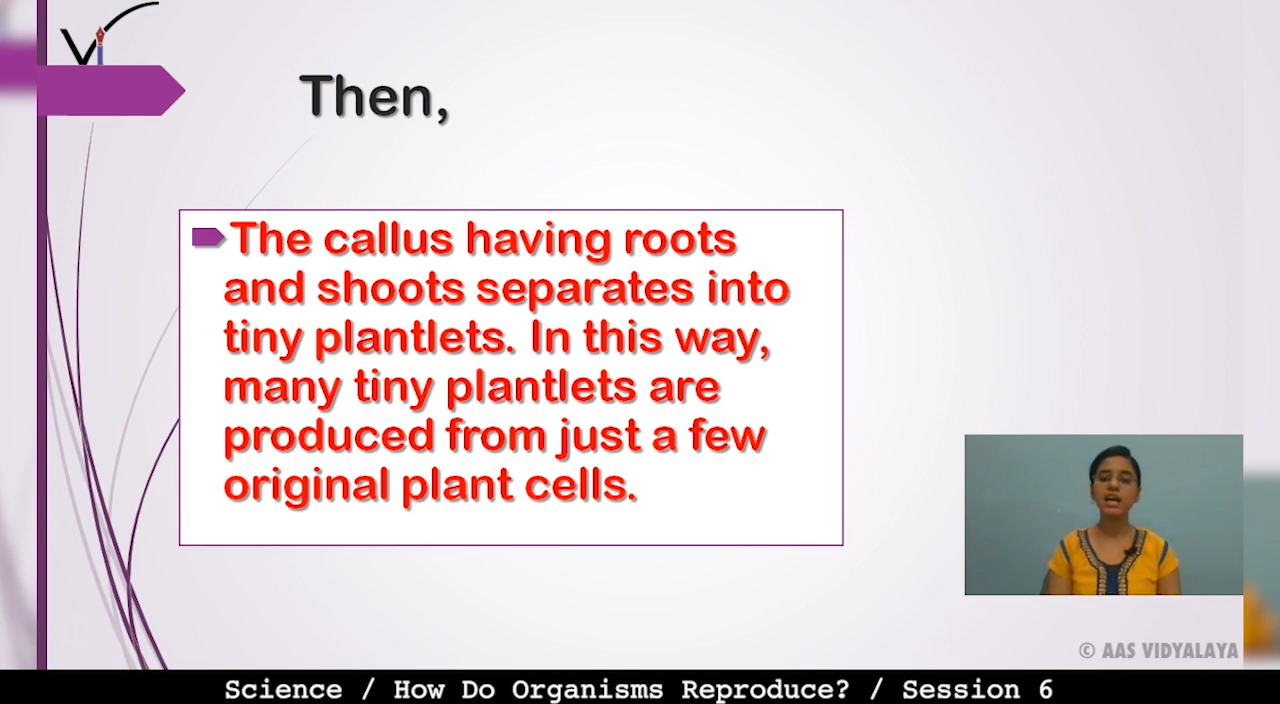 Vi
Then,
The callus having roots
and shoots separates into
tiny plantlets. In this way,
many tiny plantlets are
produced from just a few
original plant cells.
© AAS VIDYALAYA
Science / How Do Organisms Reproduce? / Session 6